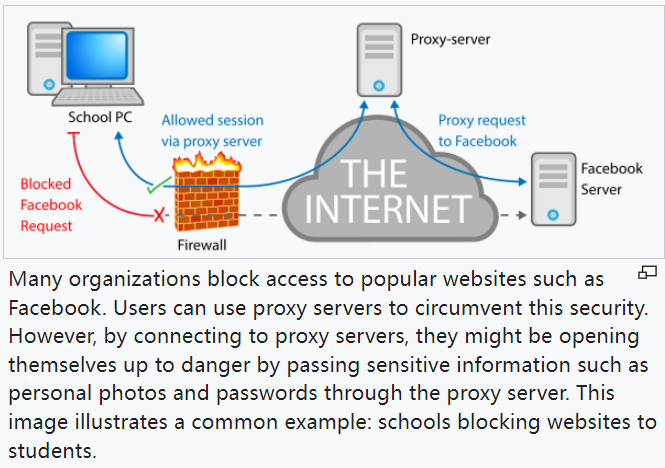 Proxy-server
School PC
Allowed session
via proxy server
Proxy request
to Facebook
Blocked
Facebook
Request
THE
INTERNET
Facebook
Server
Firewall
Many organizations block access to popular websites such as
Facebook. Users can use proxy servers to circumvent this security.
However, by connecting to proxy servers, they might be opening
themselves up to danger by passing sensitive information such as
personal photos and passwords through the proxy server. This
image illustrates a common example: schools blocking websites to
students.